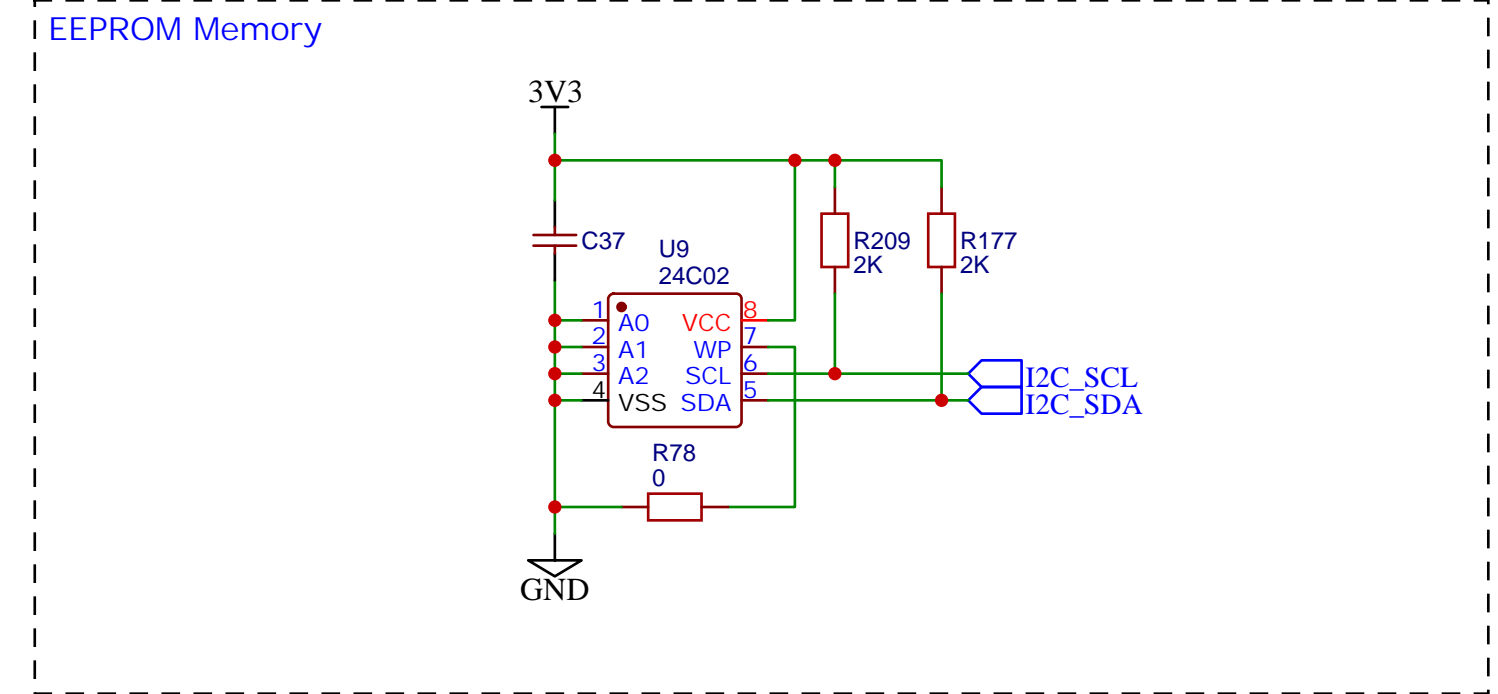 EEPROM Memory
3V3
C37
U9
24C02
R209
2K
R177
2K
1 A0 VCC 8
2 A1 WP 7
3 A2 SCL 6
4 VSS SDA 5
I2C_SCL
I2C_SDA
R78
0
GND